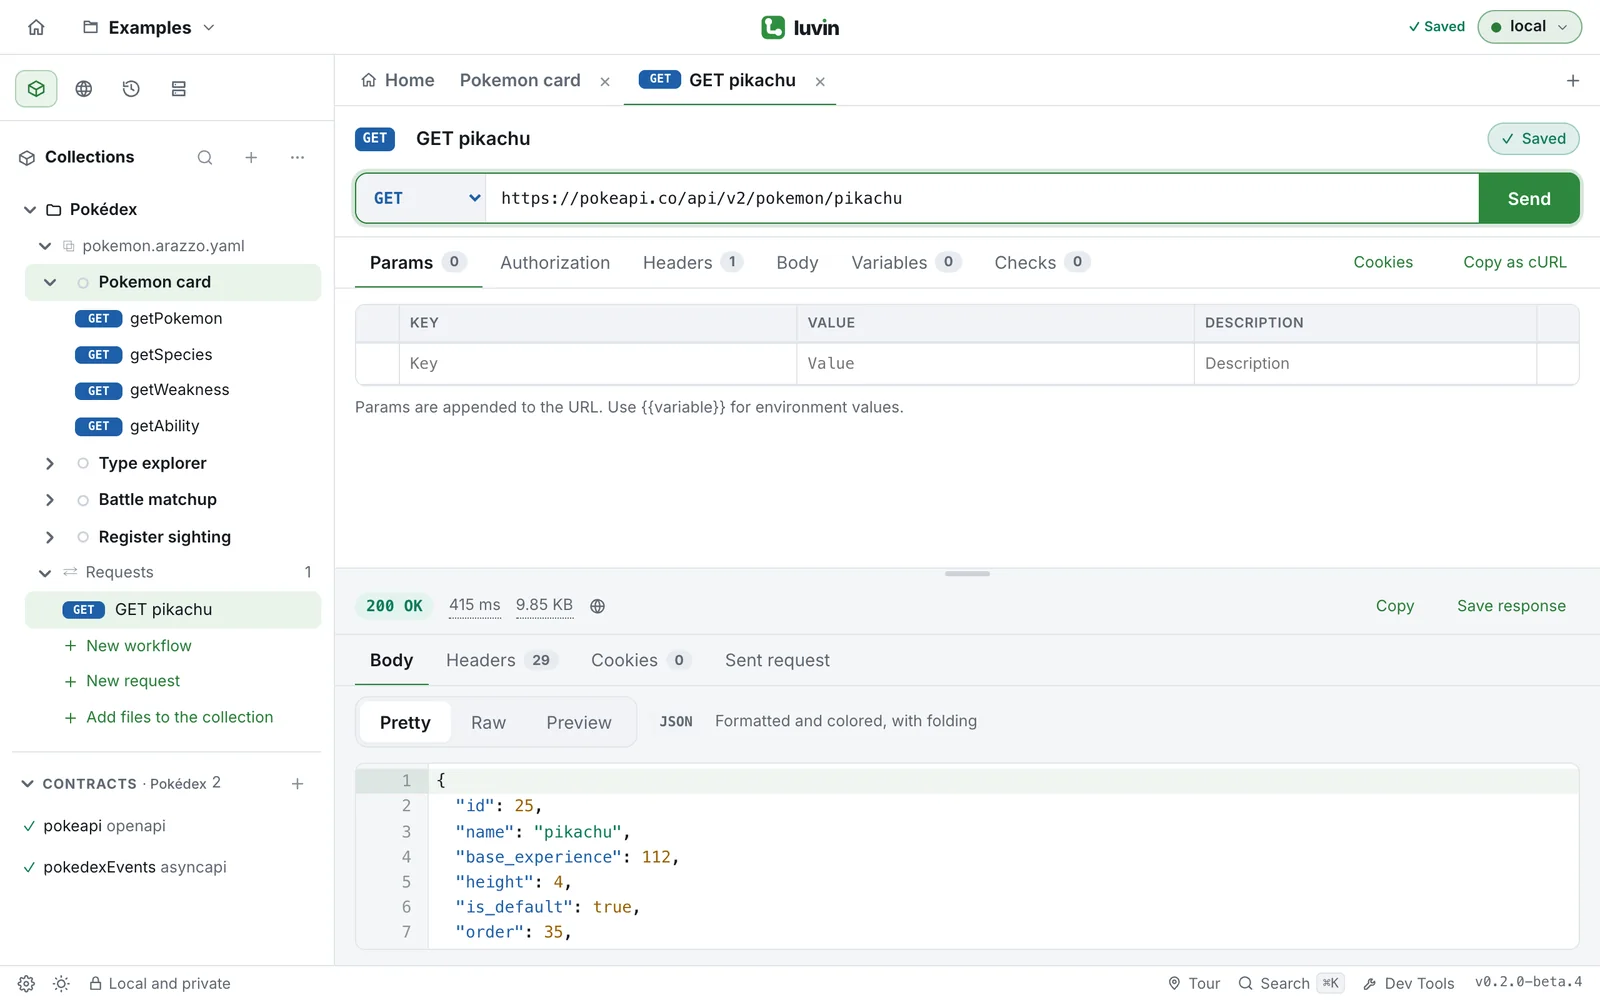 Examples
luvin
Saved
local
Home
Pokemon card
GET GET pikachu
Collections
GET GET pikachu
Saved
GET https://pokeapi.co/api/v2/pokemon/pikachu Send
Pokédex
pokemon.arazzo.yaml
Pokemon card
GET getPokemon
GET getSpecies
GET getWeakness
GET getAbility
Type explorer
Battle matchup
Register sighting
Requests 1
GET GET pikachu
+ New workflow
+ New request
+ Add files to the collection
CONTRACTS · Pokédex 2
pokeapi openapi
pokedexEvents asyncapi
Params 0 Authorization Headers 1 Body Variables 0 Checks 0 Cookies Copy as cURL
KEY VALUE DESCRIPTION
Key Value Description
Params are appended to the URL. Use {{variable}} for environment values.
200 OK 415 ms 9.85 KB Copy Save response
Body Headers 29 Cookies 0 Sent request
Pretty Raw Preview JSON Formatted and colored, with folding
1 {
2 "id": 25,
3 "name": "pikachu",
4 "base_experience": 112,
5 "height": 4,
6 "is_default": true,
7 "order": 35,
Local and private
Tour Search ⌘K Dev Tools v0.2.0-beta.4